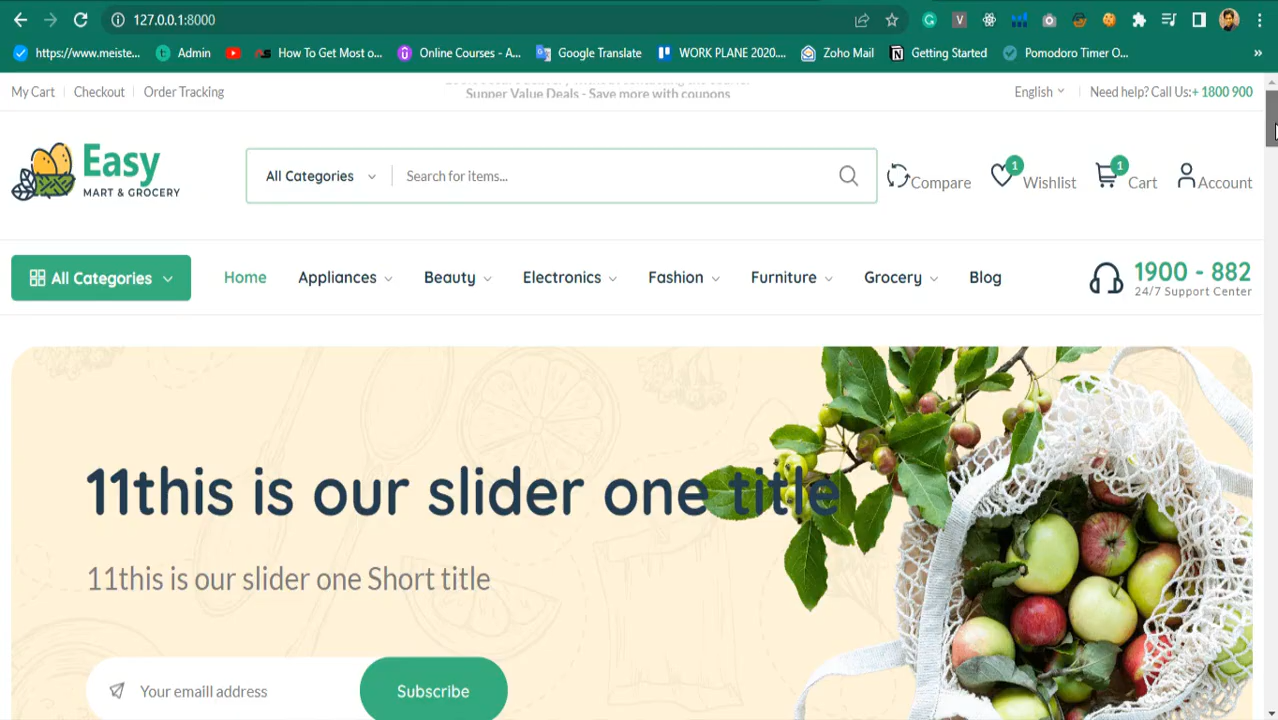 127.0.0.1:8000
https://www.meiste...
Admin
How To Get Most o...
Online Courses - A...
Google Translate
WORK PLANE 2020....
Zoho Mail
Getting Started
Pomodoro Timer O...
»
My Cart
Checkout
Order Tracking
Supper Value Deals - Save more with coupons
English
Need help? Call Us:+ 1800 900
Easy
MART & GROCERY
All Categories
Search for items...
Compare
1
Wishlist
1
Cart
Account
All Categories
Home
Appliances
Beauty
Electronics
Fashion
Furniture
Grocery
Blog
1900 - 882
24/7 Support Center
11this is our slider one title
11this is our slider one Short title
Your emaill address
Subscribe